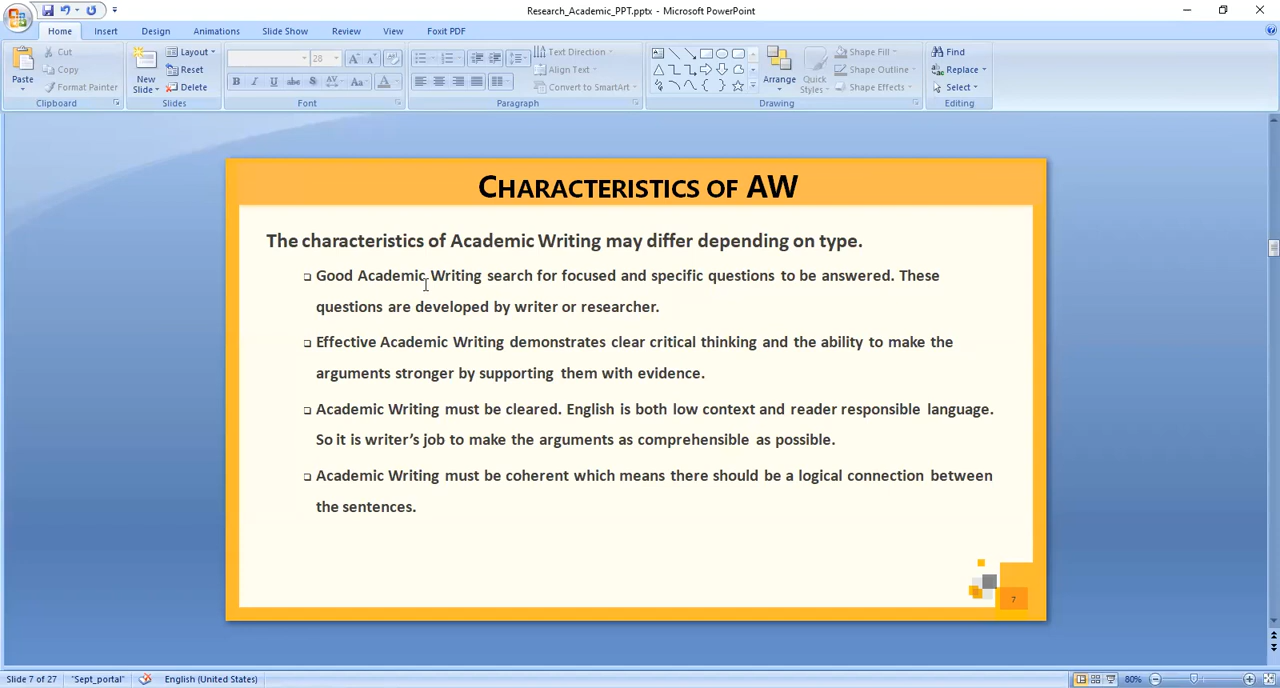 Research_Academic_PPT.pptx - Microsoft PowerPoint
Home Insert Design Animations Slide Show Review View Foxit PDF
Paste
Cut
Copy
Format Painter
Clipboard
New Slide
Layout
Reset
Delete
Slides
28
Font
Text Direction
Align Text
Convert to SmartArt
Paragraph
Arrange
Quick Styles
Shape Fill
Shape Outline
Shape Effects
Drawing
Find
Replace
Select
Editing
CHARACTERISTICS OF AW
The characteristics of Academic Writing may differ depending on type.
Good Academic Writing search for focused and specific questions to be answered. These
questions are developed by writer or researcher.
Effective Academic Writing demonstrates clear critical thinking and the ability to make the
arguments stronger by supporting them with evidence.
Academic Writing must be cleared. English is both low context and reader responsible language.
So it is writer’s job to make the arguments as comprehensible as possible.
Academic Writing must be coherent which means there should be a logical connection between
the sentences.
7
Slide 7 of 27 "Sept_portal" English (United States) 80%